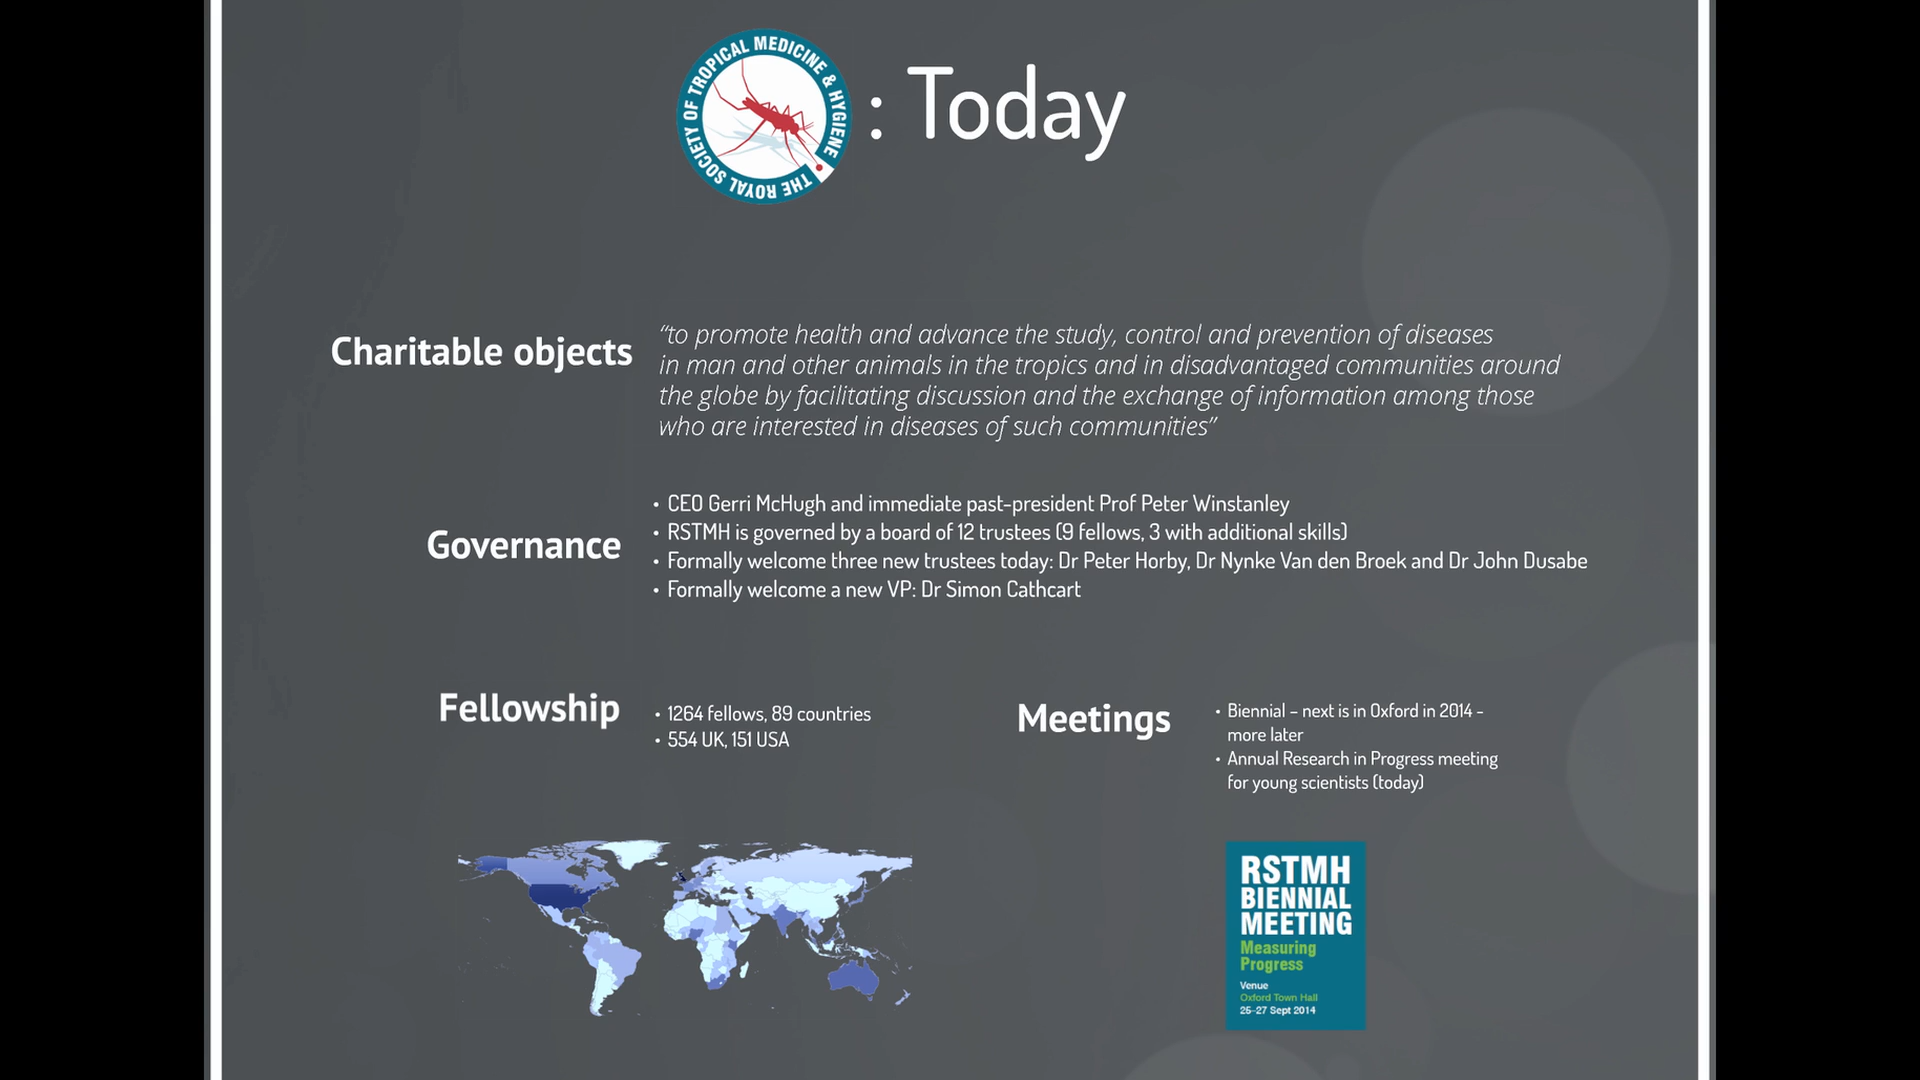 THE ROYAL SOCIETY OF TROPICAL MEDICINE & HYGIENE
: Today
Charitable objects
“to promote health and advance the study, control and prevention of diseases
in man and other animals in the tropics and in disadvantaged communities around
the globe by facilitating discussion and the exchange of information among those
who are interested in diseases of such communities”
Governance
• CEO Gerri McHugh and immediate past-president Prof Peter Winstanley
• RSTMH is governed by a board of 12 trustees (9 fellows, 3 with additional skills)
• Formally welcome three new trustees today: Dr Peter Horby, Dr Nynke Van den Broek and Dr John Dusabe
• Formally welcome a new VP: Dr Simon Cathcart
Fellowship
• 1264 fellows, 89 countries
• 554 UK, 151 USA
Meetings
• Biennial – next is in Oxford in 2014 -
more later
• Annual Research in Progress meeting
for young scientists (today)
RSTMH
BIENNIAL
MEETING
Measuring
Progress
Venue
Oxford Town Hall
25-27 Sept 2014